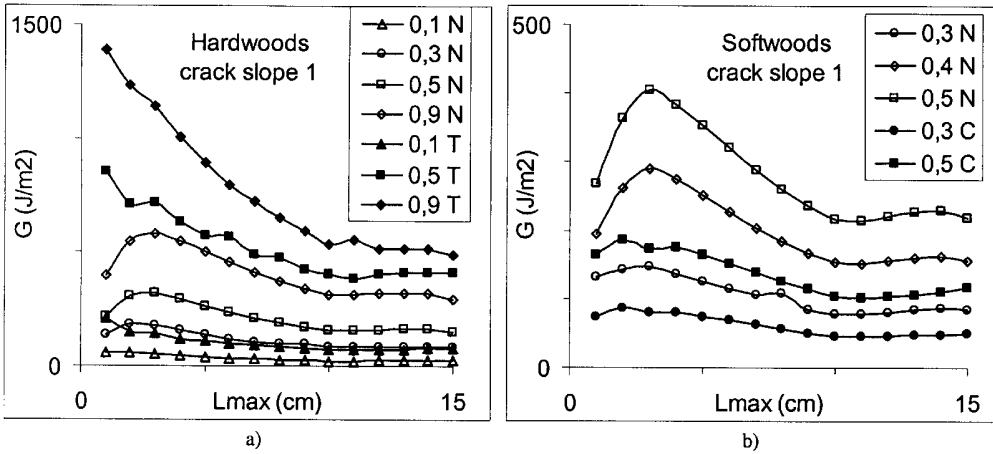 1500
G (J/m2)
0
Hardwoods
crack slope 1
0,1 N
0,3 N
0,5 N
0,9 N
0,1 T
0,5 T
0,9 T
0
Lmax (cm)
15
a)
500
G (J/m2)
0
Softwoods
crack slope 1
0,3 N
0,4 N
0,5 N
0,3 C
0,5 C
0
Lmax (cm)
15
b)